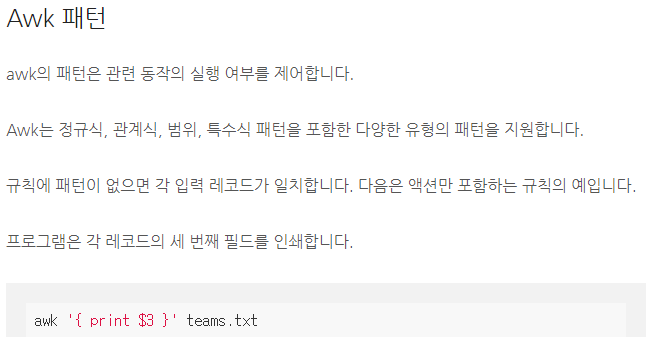 Awk 패턴
awk의 패턴은 관련 동작의 실행 여부를 제어합니다.
Awk는 정규식, 관계식, 범위, 특수식 패턴을 포함한 다양한 유형의 패턴을 지원합니다.
규칙에 패턴이 없으면 각 입력 레코드가 일치합니다. 다음은 액션만 포함하는 규칙의 예입니다.
프로그램은 각 레코드의 세 번째 필드를 인쇄합니다.
awk '{ print $3 }' teams.txt